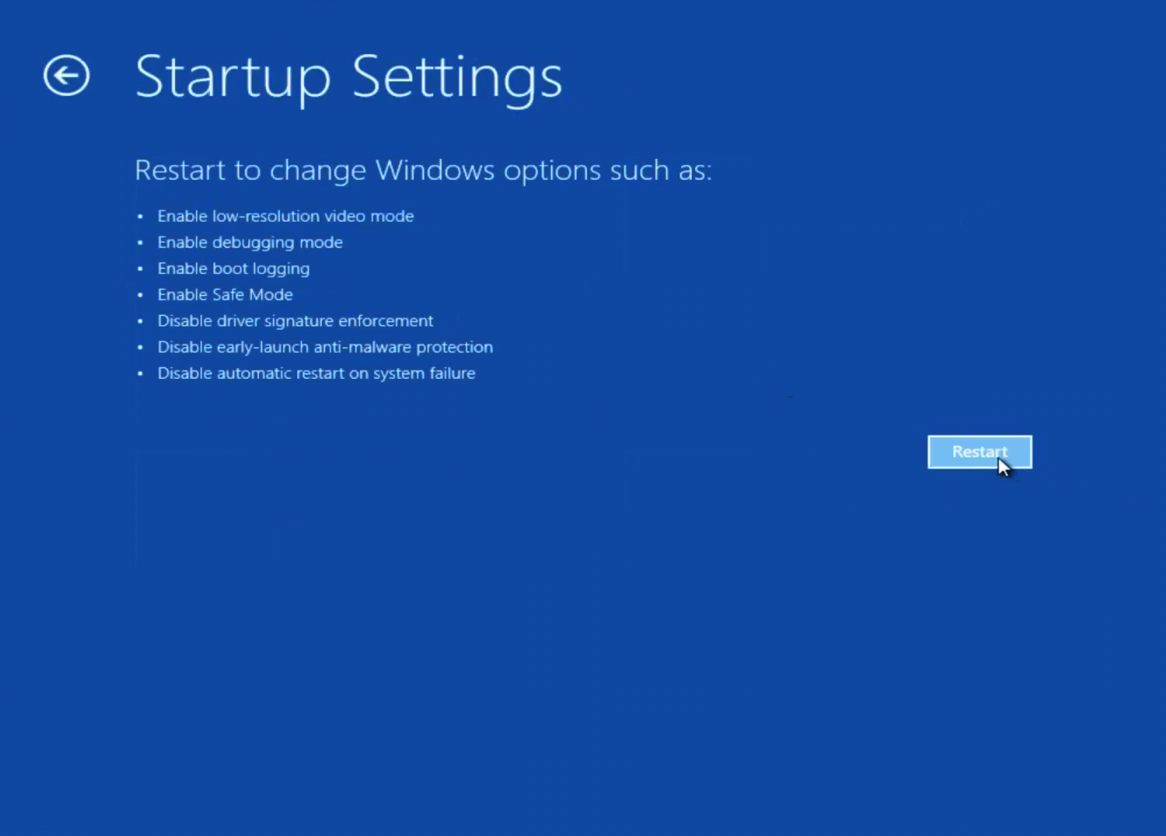 Startup Settings
Restart to change Windows options such as:
• Enable low-resolution video mode
• Enable debugging mode
• Enable boot logging
• Enable Safe Mode
• Disable driver signature enforcement
• Disable early-launch anti-malware protection
• Disable automatic restart on system failure
Restart